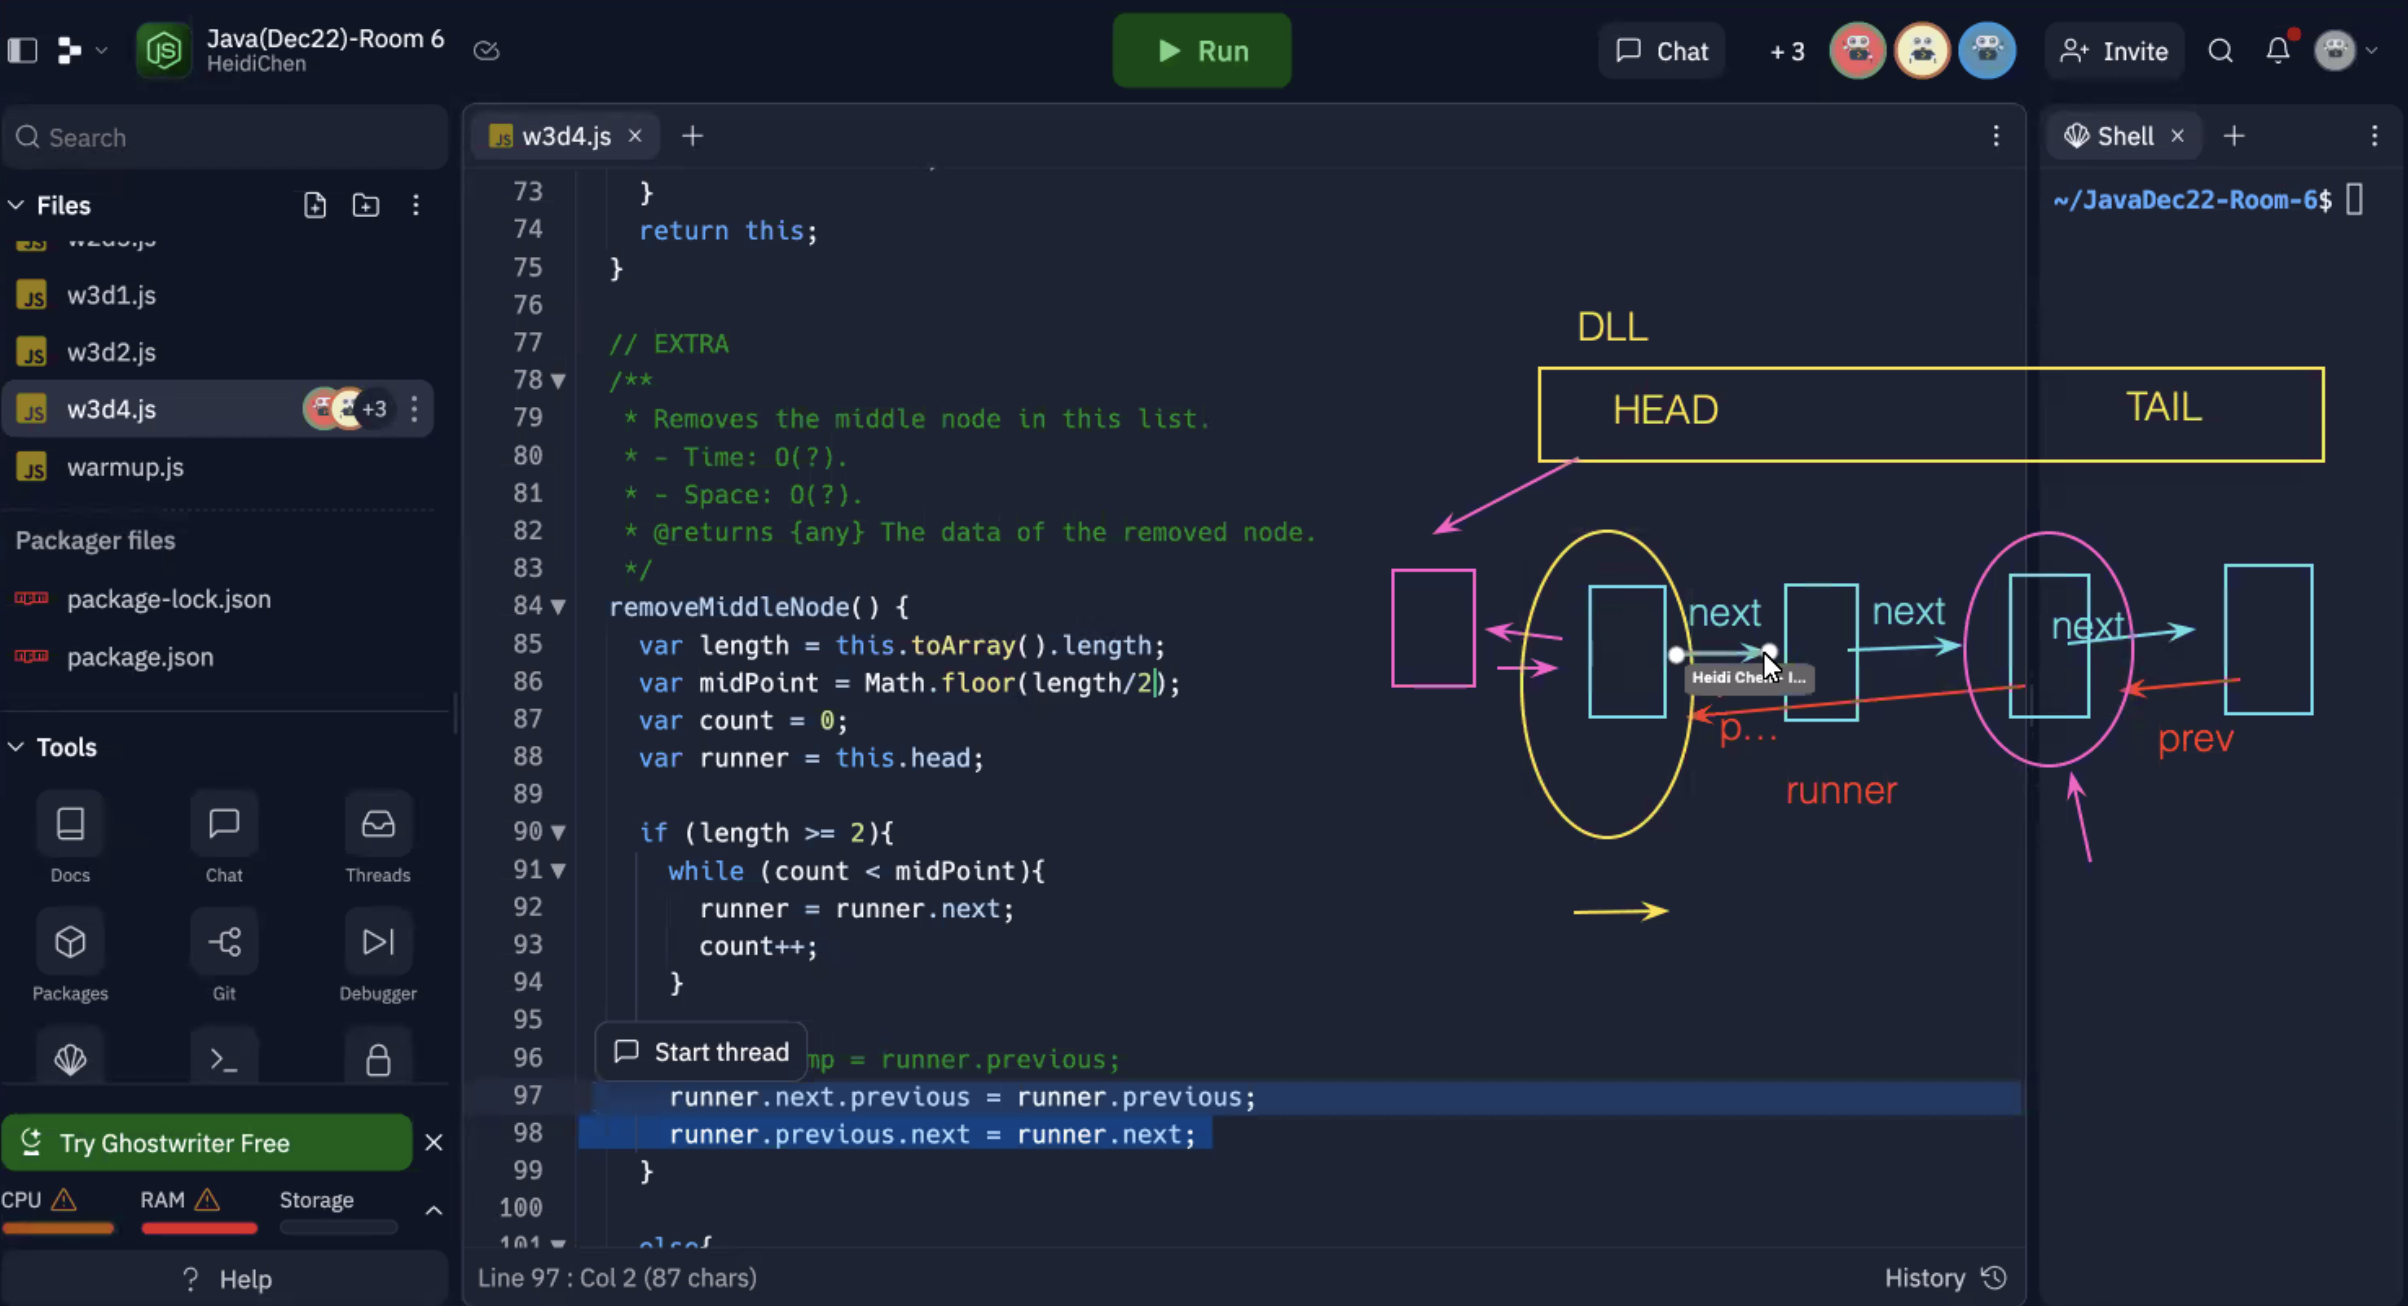 Java(Dec22)-Room 6
HeidiChen
Run
Chat
+ 3
Invite
Search
Files
w2d5.js
w3d1.js
w3d2.js
w3d4.js
+3
warmup.js
Packager files
package-lock.json
package.json
Tools
Docs
Chat
Threads
Packages
Git
Debugger
Try Ghostwriter Free
CPU
RAM
Storage
Help
w3d4.js
73 }
74 return this;
75 }
76
77 // EXTRA
78 /**
79 * Removes the middle node in this list.
80 * - Time: O(?).
81 * - Space: O(?).
82 * @returns {any} The data of the removed node.
83 */
84 removeMiddleNode() {
85 var length = this.toArray().length;
86 var midPoint = Math.floor(length/2);
87 var count = 0;
88 var runner = this.head;
89
90 if (length >= 2){
91 while (count < midPoint){
92 runner = runner.next;
93 count++;
94 }
95
Start thread
96 mp = runner.previous;
97 runner.next.previous = runner.previous;
98 runner.previous.next = runner.next;
99 }
100
101 else{
Line 97 : Col 2 (87 chars)
History
Shell
~/JavaDec22-Room-6$
DLL
HEAD
TAIL
next
next
next
Heidi Chen
p...
prev
runner